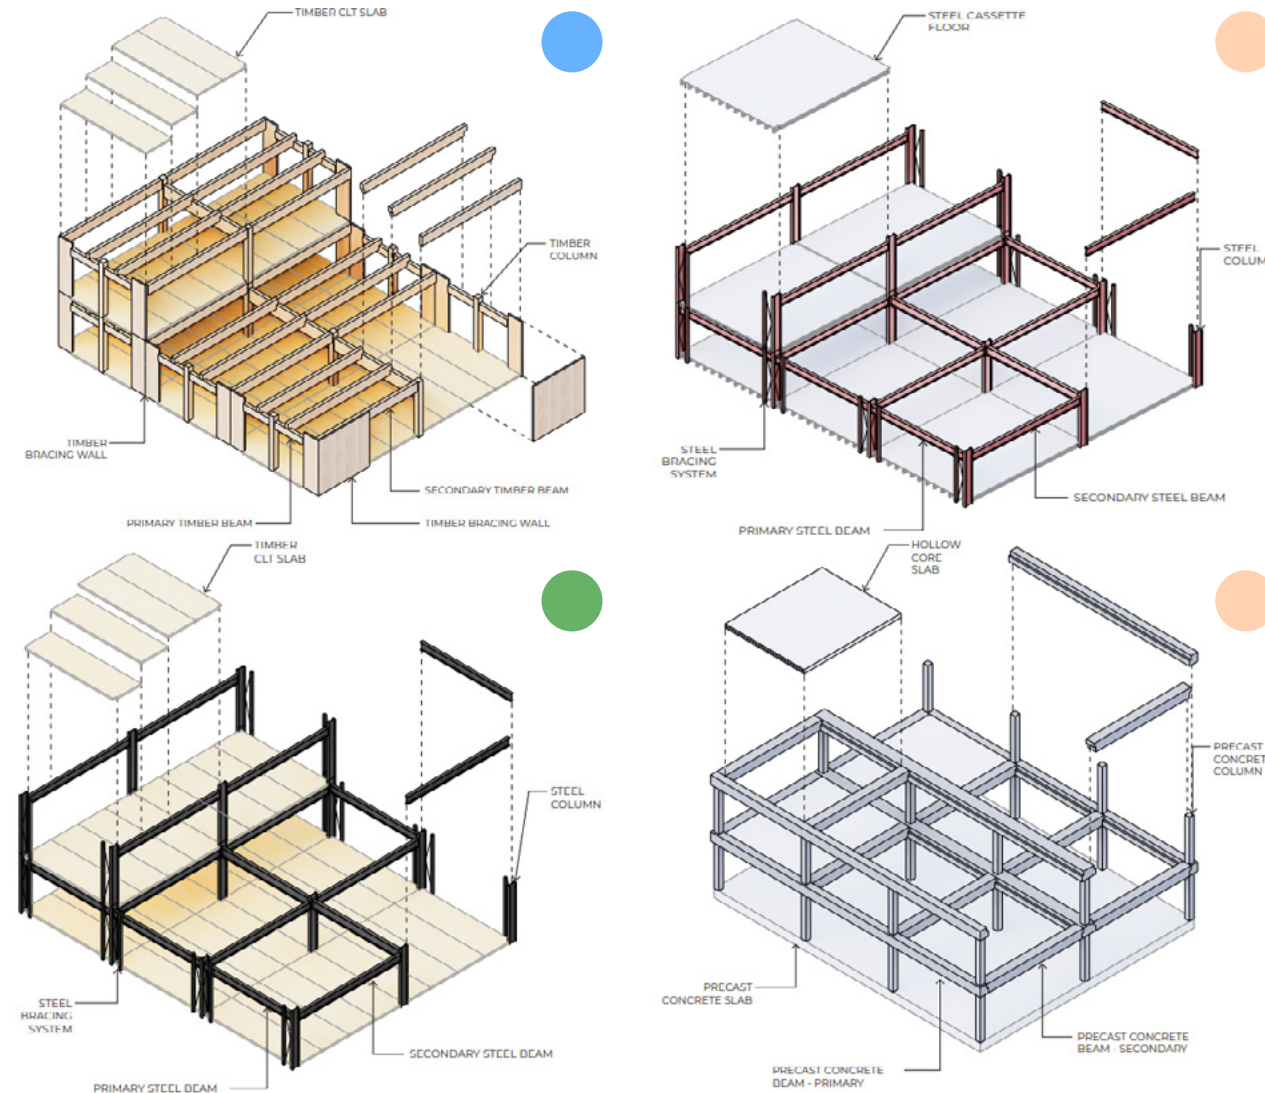 TIMBER CLT SLAB
TIMBER
COLUMN
TIMBER
BRACING WALL
SECONDARY TIMBER BEAM
PRIMARY TIMBER BEAM
TIMBER BRACING WALL
STEEL CASSETTE
FLOOR
STEEL
COLUM
STEEL
BRACING
SYSTEM
SECONDARY STEEL BEAM
PRIMARY STEEL BEAM
TIMBER
CLT SLAB
STEEL
COLUMN
STEEL
BRACING
SYSTEM
SECONDARY STEEL BEAM
PRIMARY STEEL BEAM
HOLLOW
CORE
SLAB
PRECAST
CONCRET
COLUMN
PRECAST
CONCRETE SLAB
PRECAST CONCRETE
BEAM - SECONDARY
PRECAST CONCRETE
BEAM - PRIMARY